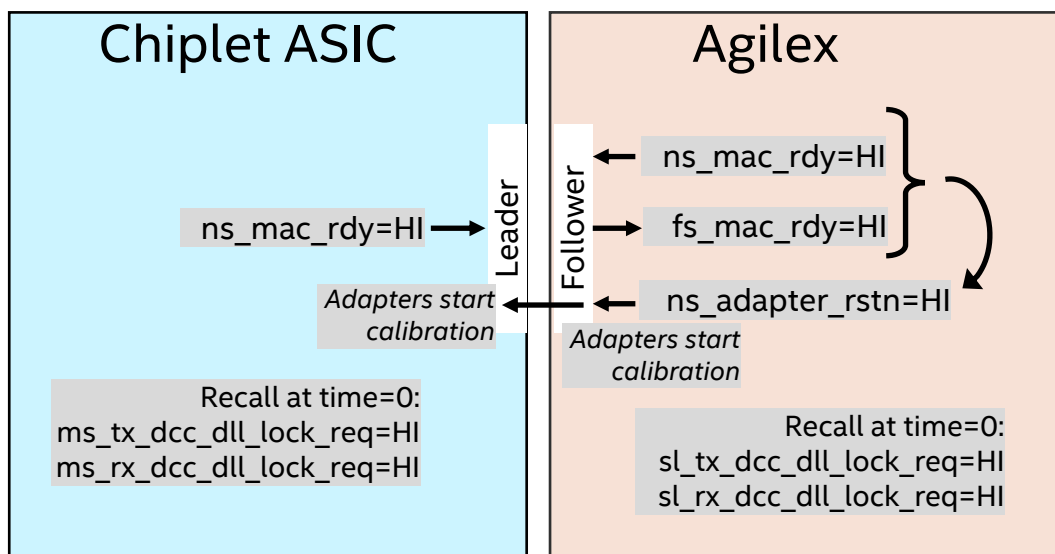 Chiplet ASIC
Agilex
ns_mac_rdy=HI
ns_mac_rdy=HI
fs_mac_rdy=HI
Leader
Follower
ns_adapter_rstn=HI
Adapters start
calibration
Adapters start
calibration
Recall at time=0:
ms_tx_dcc_dll_lock_req=HI
ms_rx_dcc_dll_lock_req=HI
Recall at time=0:
sl_tx_dcc_dll_lock_req=HI
sl_rx_dcc_dll_lock_req=HI